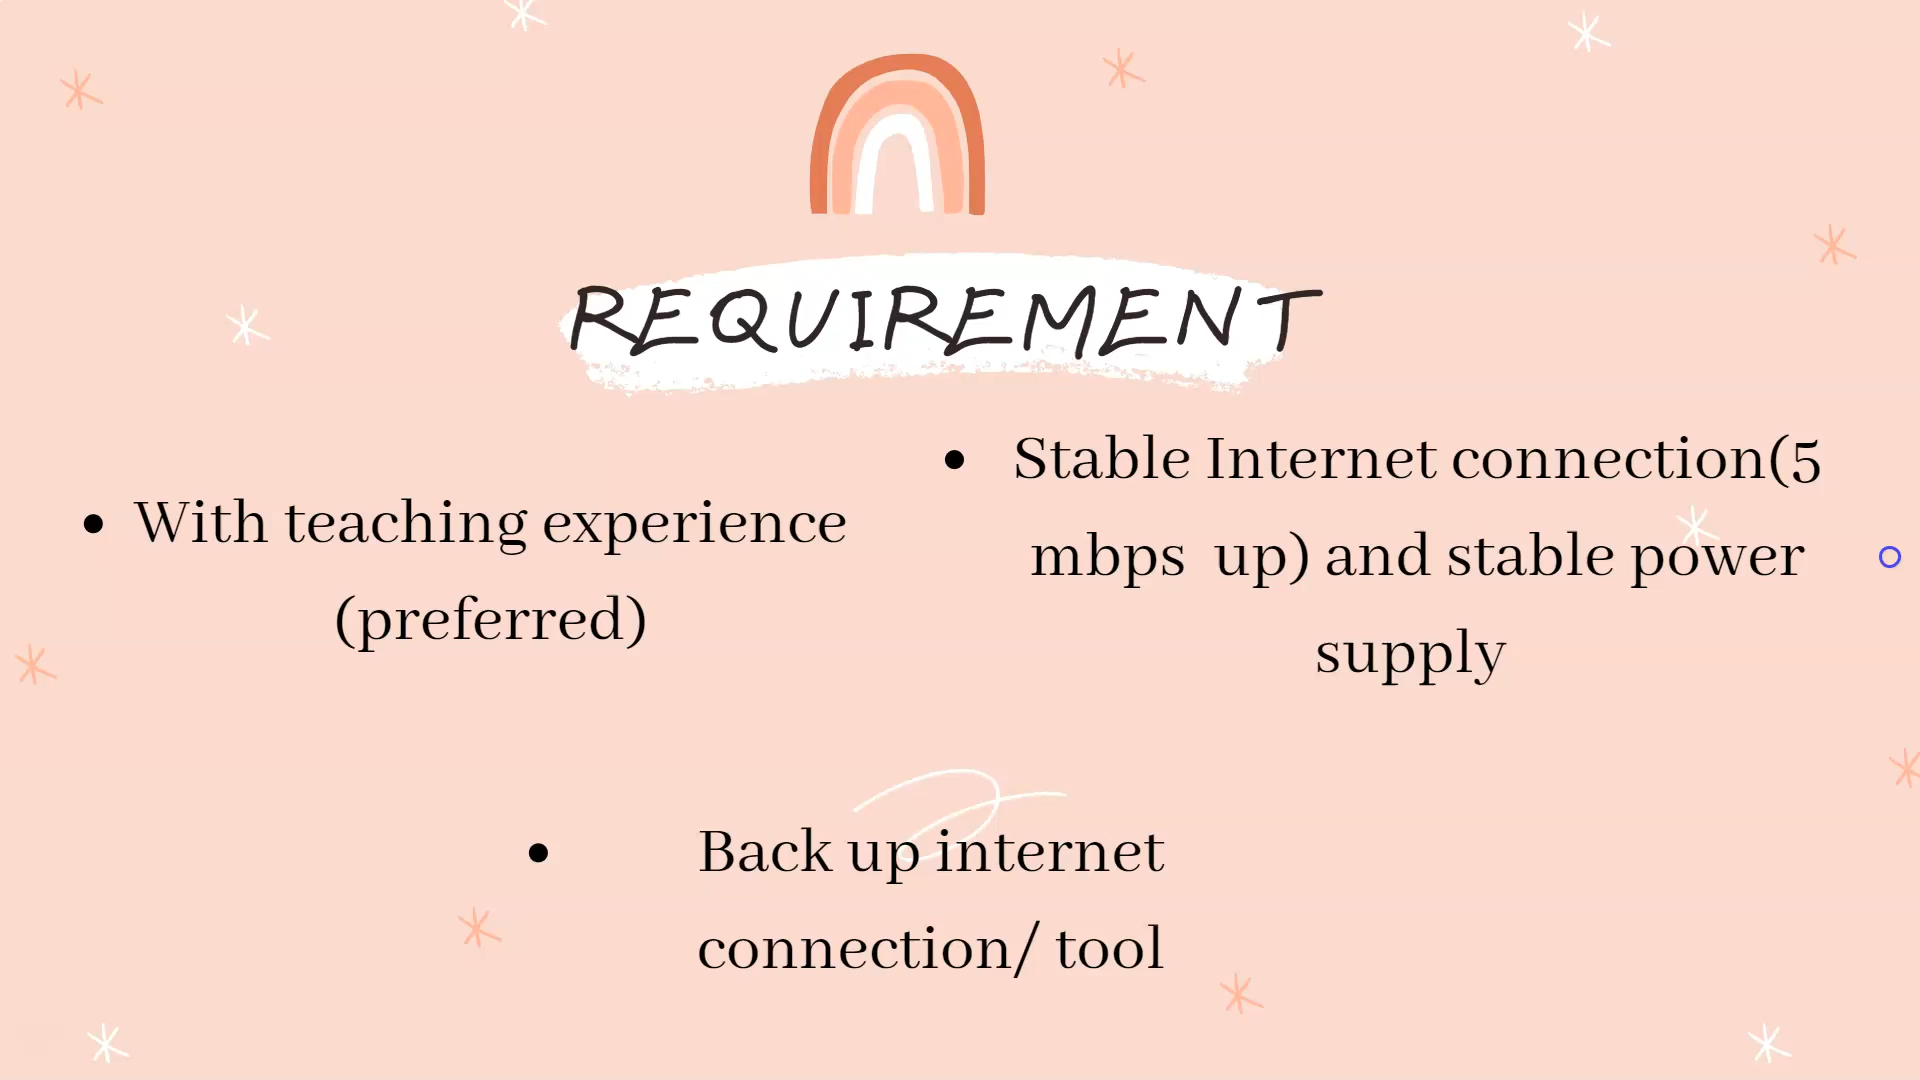 REQUIREMENT
• With teaching experience
(preferred)
• Stable Internet connection(5
mbps  up) and stable power
supply
• Back up internet
connection/ tool